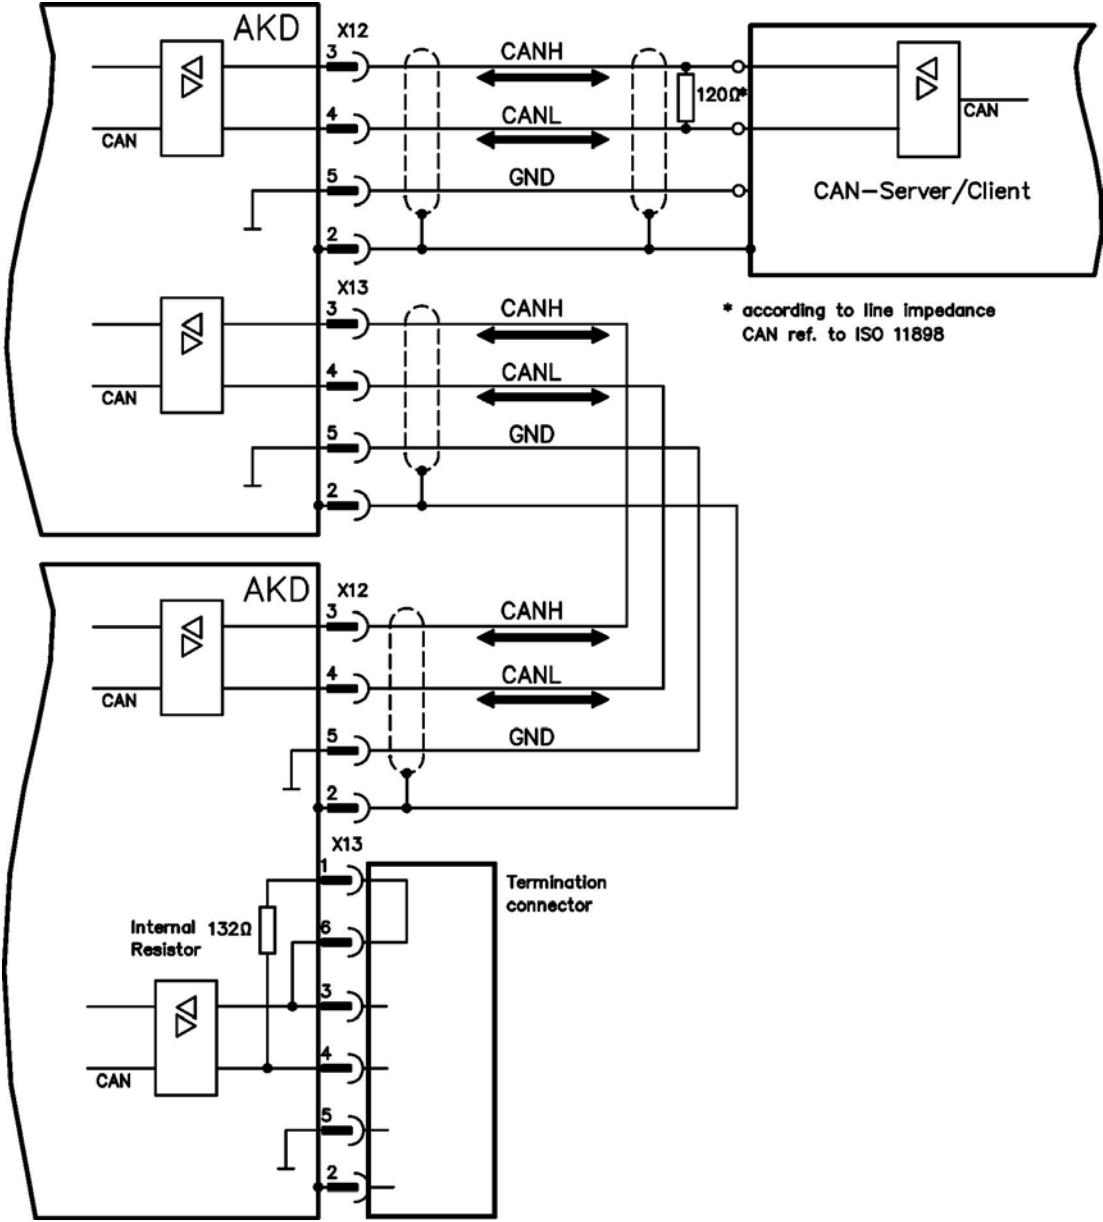 AKD
X12
3
CANH
120Ω*
CAN
4
CANL
CAN
5
GND
CAN-Server/Client
2
X13
3
CANH
* according to line impedance
CAN ref. to ISO 11898
4
CANL
CAN
5
GND
2
AKD
X12
3
CANH
4
CANL
CAN
5
GND
2
X13
1
Termination
connector
Internal 132Ω
Resistor
6
3
4
CAN
5
2